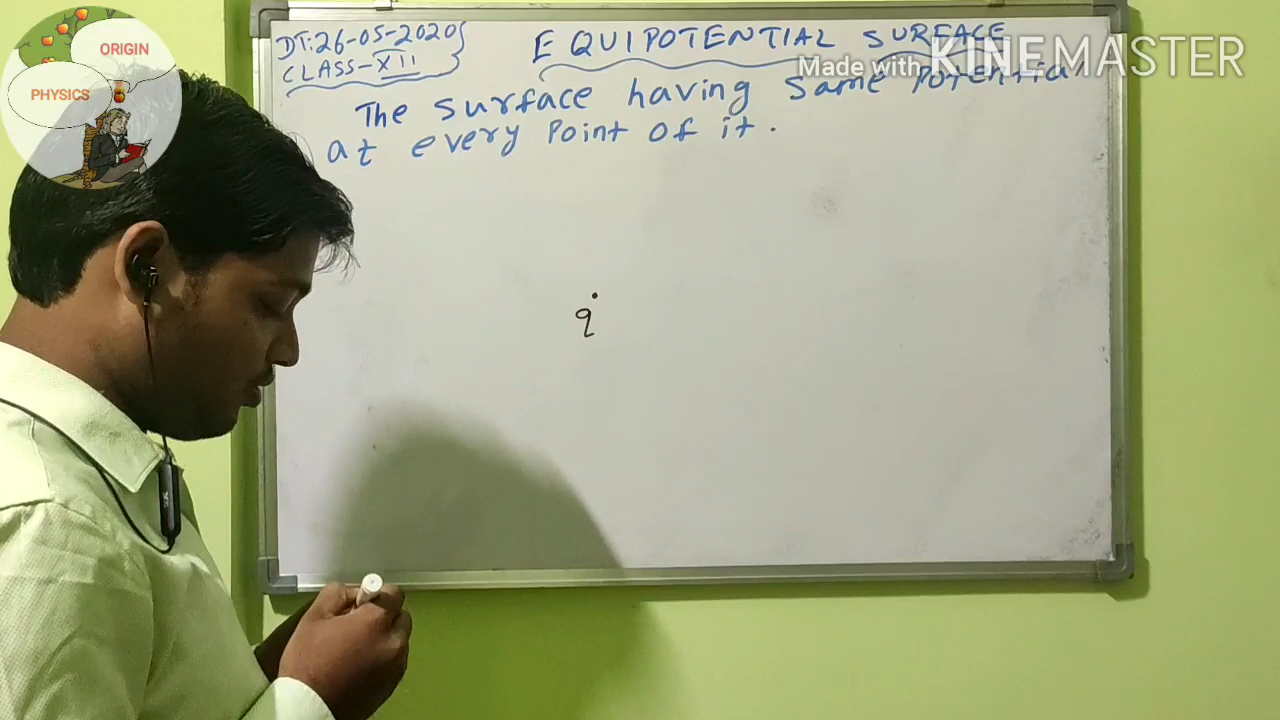 ORIGIN
PHYSICS
DT:26-05-2020
CLASS-XII
EQUIPOTENTIAL SURFACE
Made with KINEMASTER
The surface having same potential
at every point of it.
q